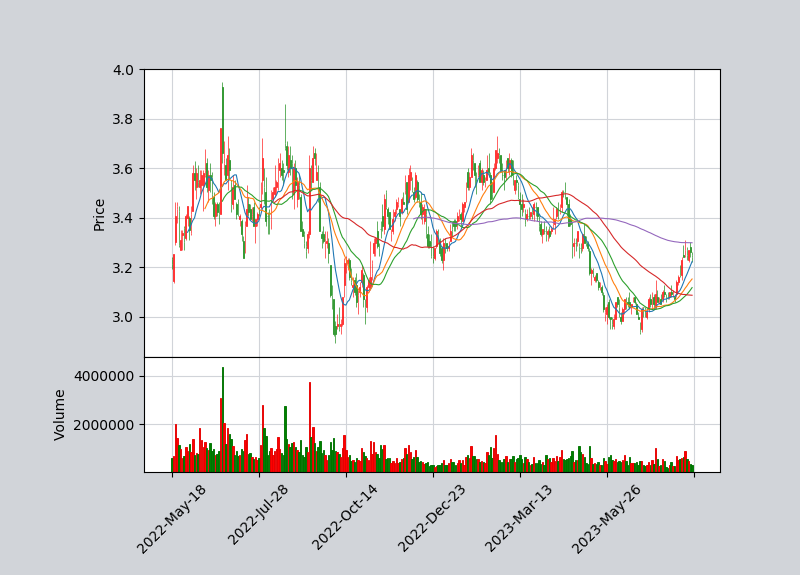 4.0
3.8
3.6
3.4
3.2
3.0
Price
4000000
2000000
Volume
2022-May-18
2022-Jul-28
2022-Oct-14
2022-Dec-23
2023-Mar-13
2023-May-26